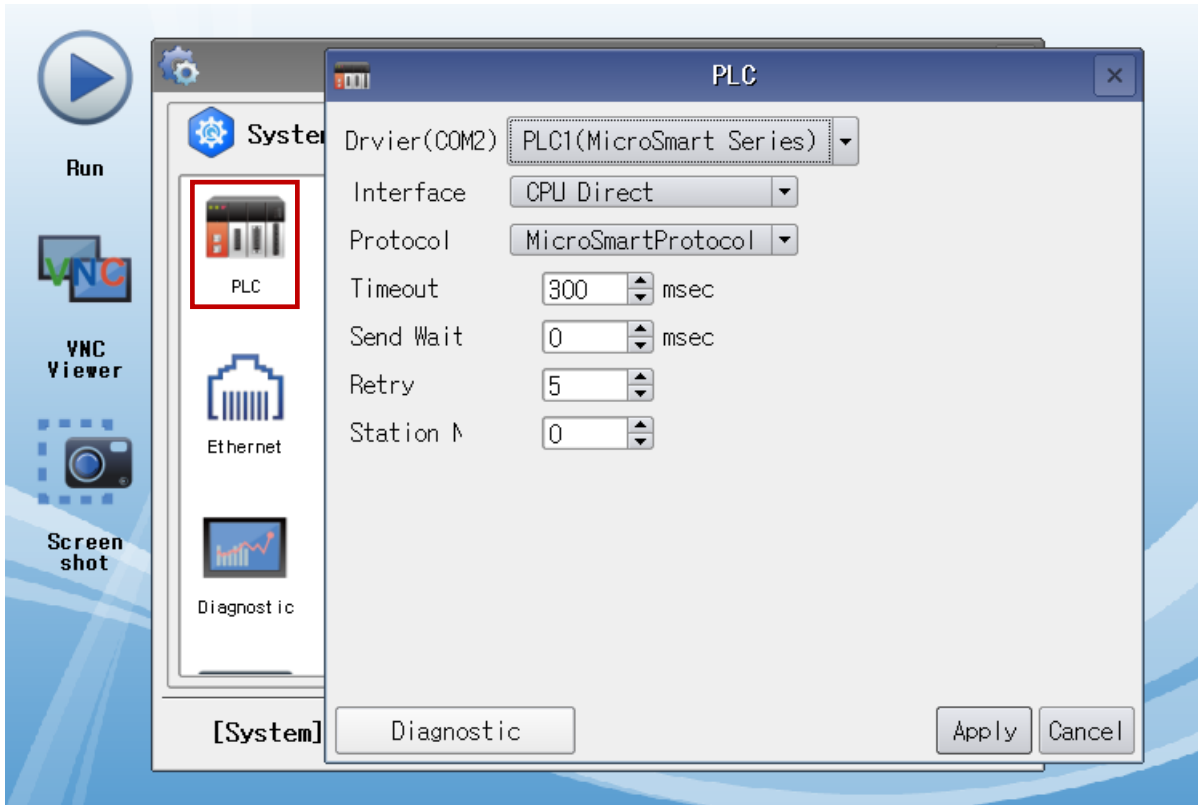 Run
VNC
VNC
Viewer
Screen
shot
System
PLC
Ethernet
Diagnostic
[System]
PLC
Drvier(COM2) PLC1(MicroSmart Series)
Interface CPU Direct
Protocol MicroSmartProtocol
Timeout 300 msec
Send Wait 0 msec
Retry 5
Station 0
Diagnostic Apply Cancel